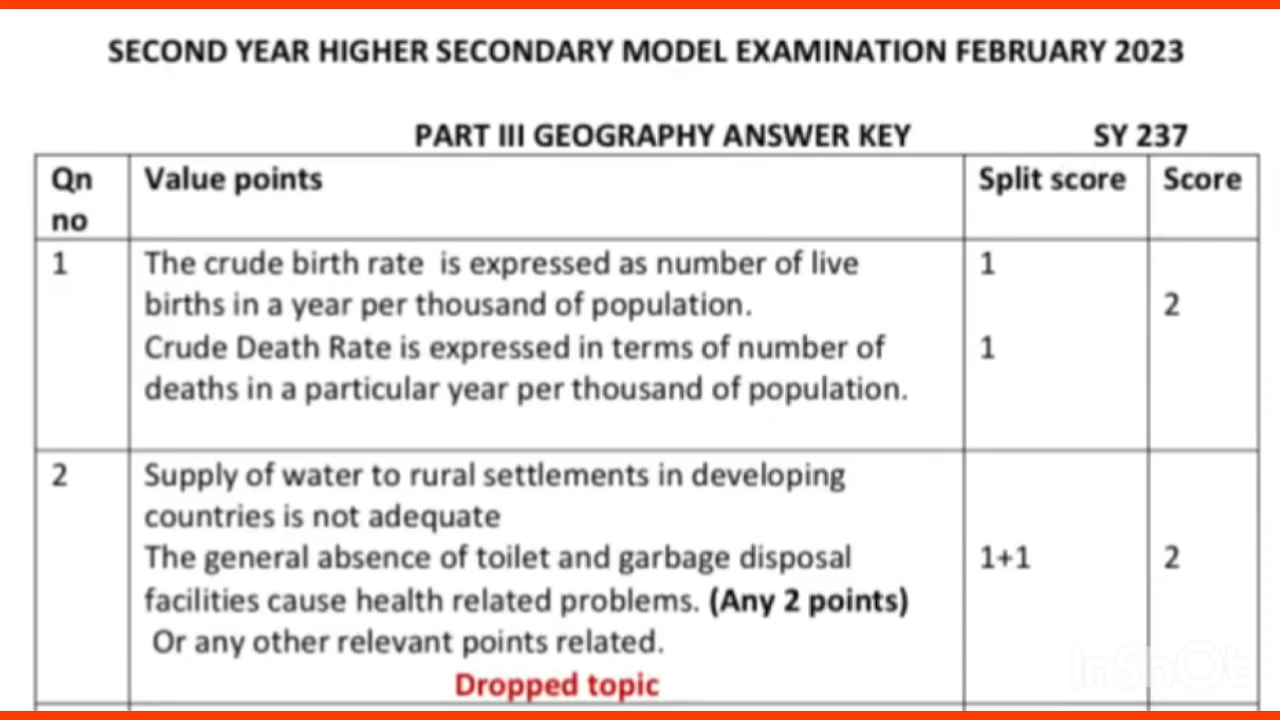 SECOND YEAR HIGHER SECONDARY MODEL EXAMINATION FEBRUARY 2023
PART III GEOGRAPHY ANSWER KEY SY 237
Qn no Value points Split score Score
1 The crude birth rate is expressed as number of live 1
births in a year per thousand of population. 2
Crude Death Rate is expressed in terms of number of 1
deaths in a particular year per thousand of population.
2 Supply of water to rural settlements in developing
countries is not adequate
The general absence of toilet and garbage disposal 1+1 2
facilities cause health related problems. (Any 2 points)
Or any other relevant points related.
Dropped topic
InShOt